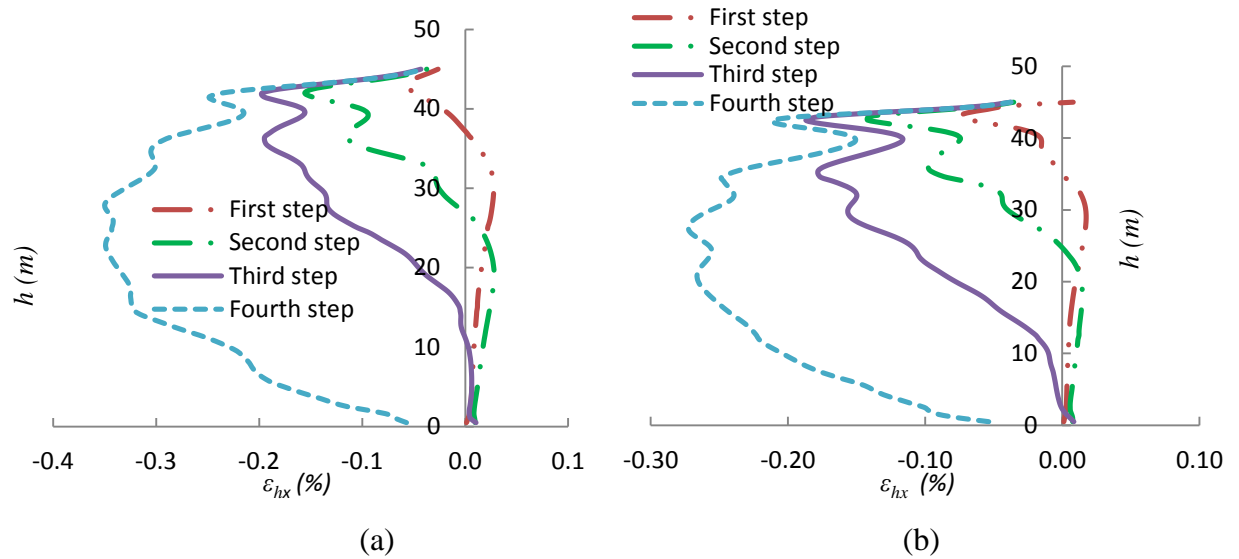 50
40
30
20
10
0
h (m)
First step
Second step
Third step
Fourth step
-0.4
-0.3
-0.2
-0.1
0.0
0.1
εhx (%)
(a)
First step
Second step
Third step
Fourth step
50
40
30
20
10
0
h (m)
-0.30
-0.20
-0.10
0.00
0.10
εhx (%)
(b)